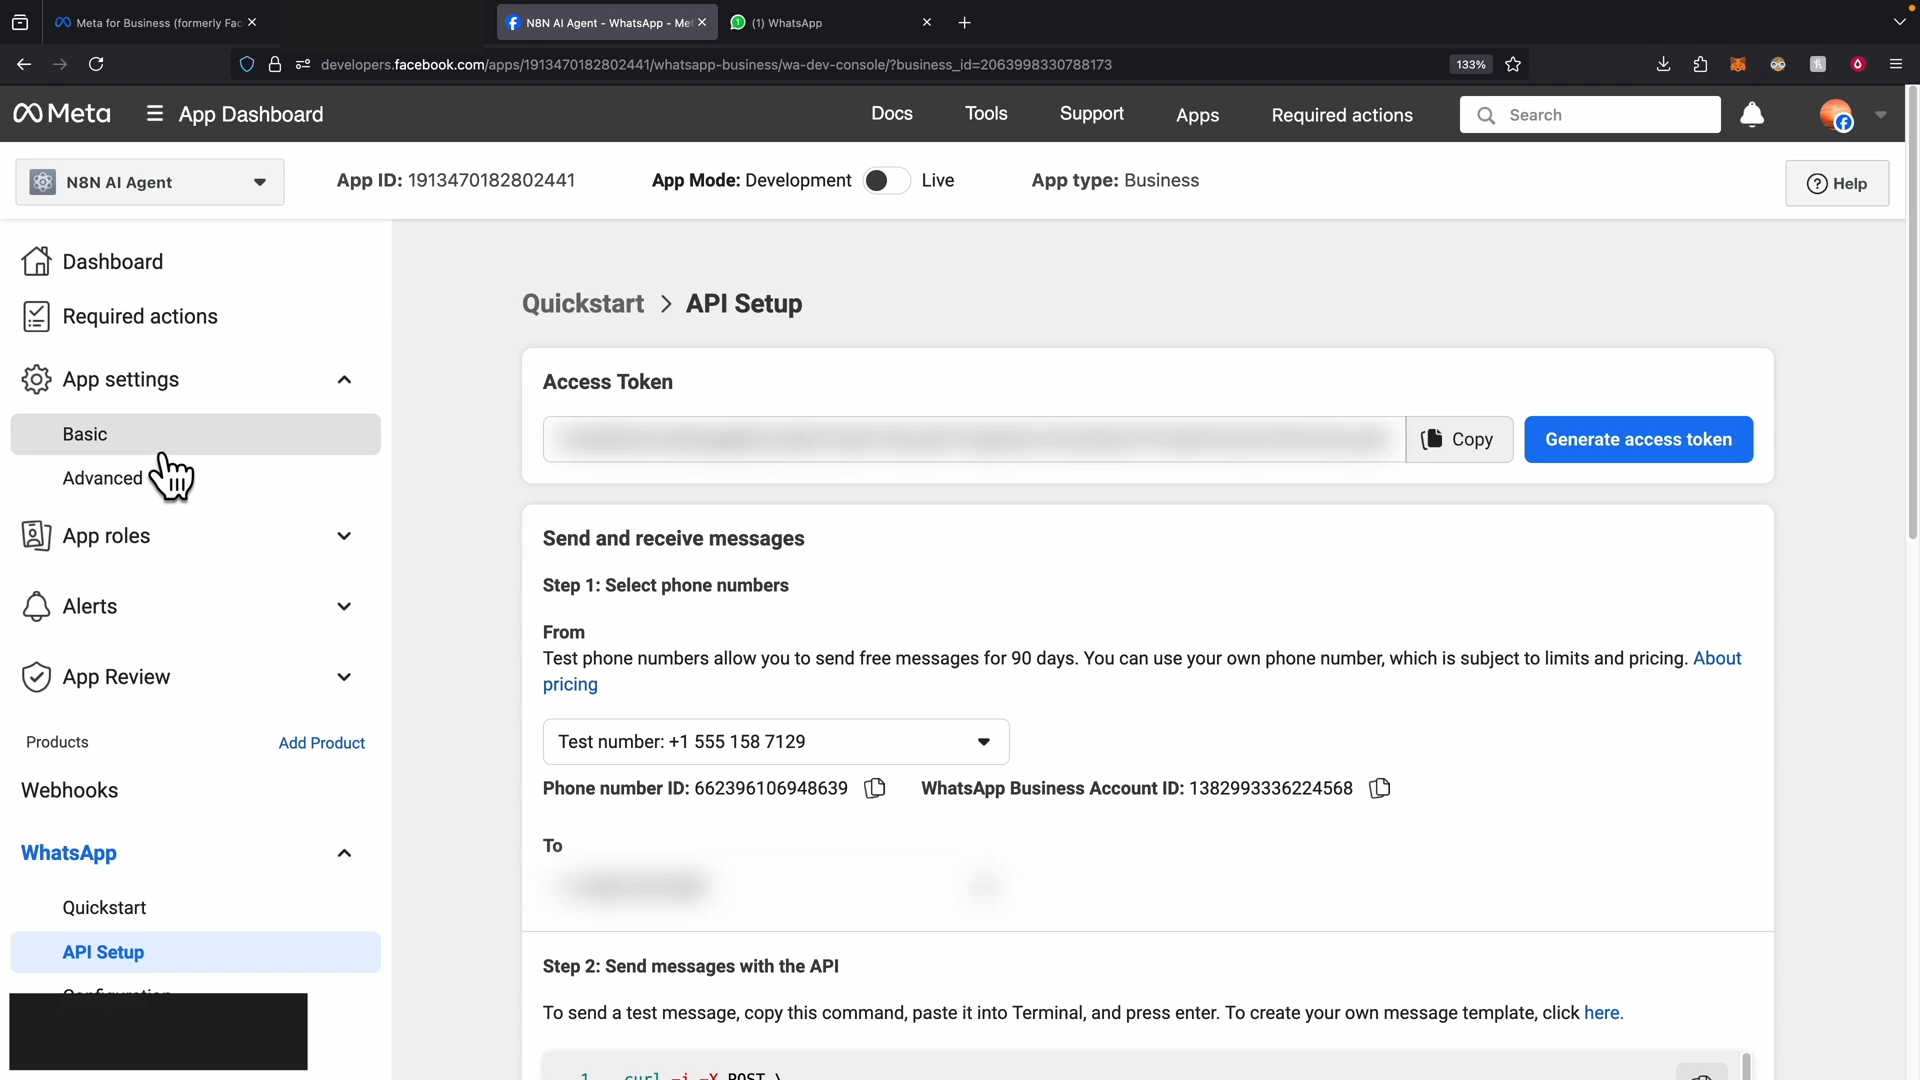 Meta for Business (formerly Fac
N8N AI Agent - WhatsApp - Met
(1) WhatsApp
developers.facebook.com/apps/1913470182802441/whatsapp-business/wa-dev-console/?business_id=2063998330788173
133%
Meta
App Dashboard
Docs
Tools
Support
Apps
Required actions
Search
N8N AI Agent
App ID: 1913470182802441
App Mode: Development
Live
App type: Business
Help
Dashboard
Required actions
App settings
Basic
Advanced
App roles
Alerts
App Review
Products
Add Product
Webhooks
WhatsApp
Quickstart
API Setup
Configuration
Quickstart > API Setup
Access Token
Copy
Generate access token
Send and receive messages
Step 1: Select phone numbers
From
Test phone numbers allow you to send free messages for 90 days. You can use your own phone number, which is subject to limits and pricing. About
pricing
Test number: +1 555 158 7129
Phone number ID: 662396106948639
WhatsApp Business Account ID: 1382993336224568
To
Step 2: Send messages with the API
To send a test message, copy this command, paste it into Terminal, and press enter. To create your own message template, click here.
1 curl -i -X POST \